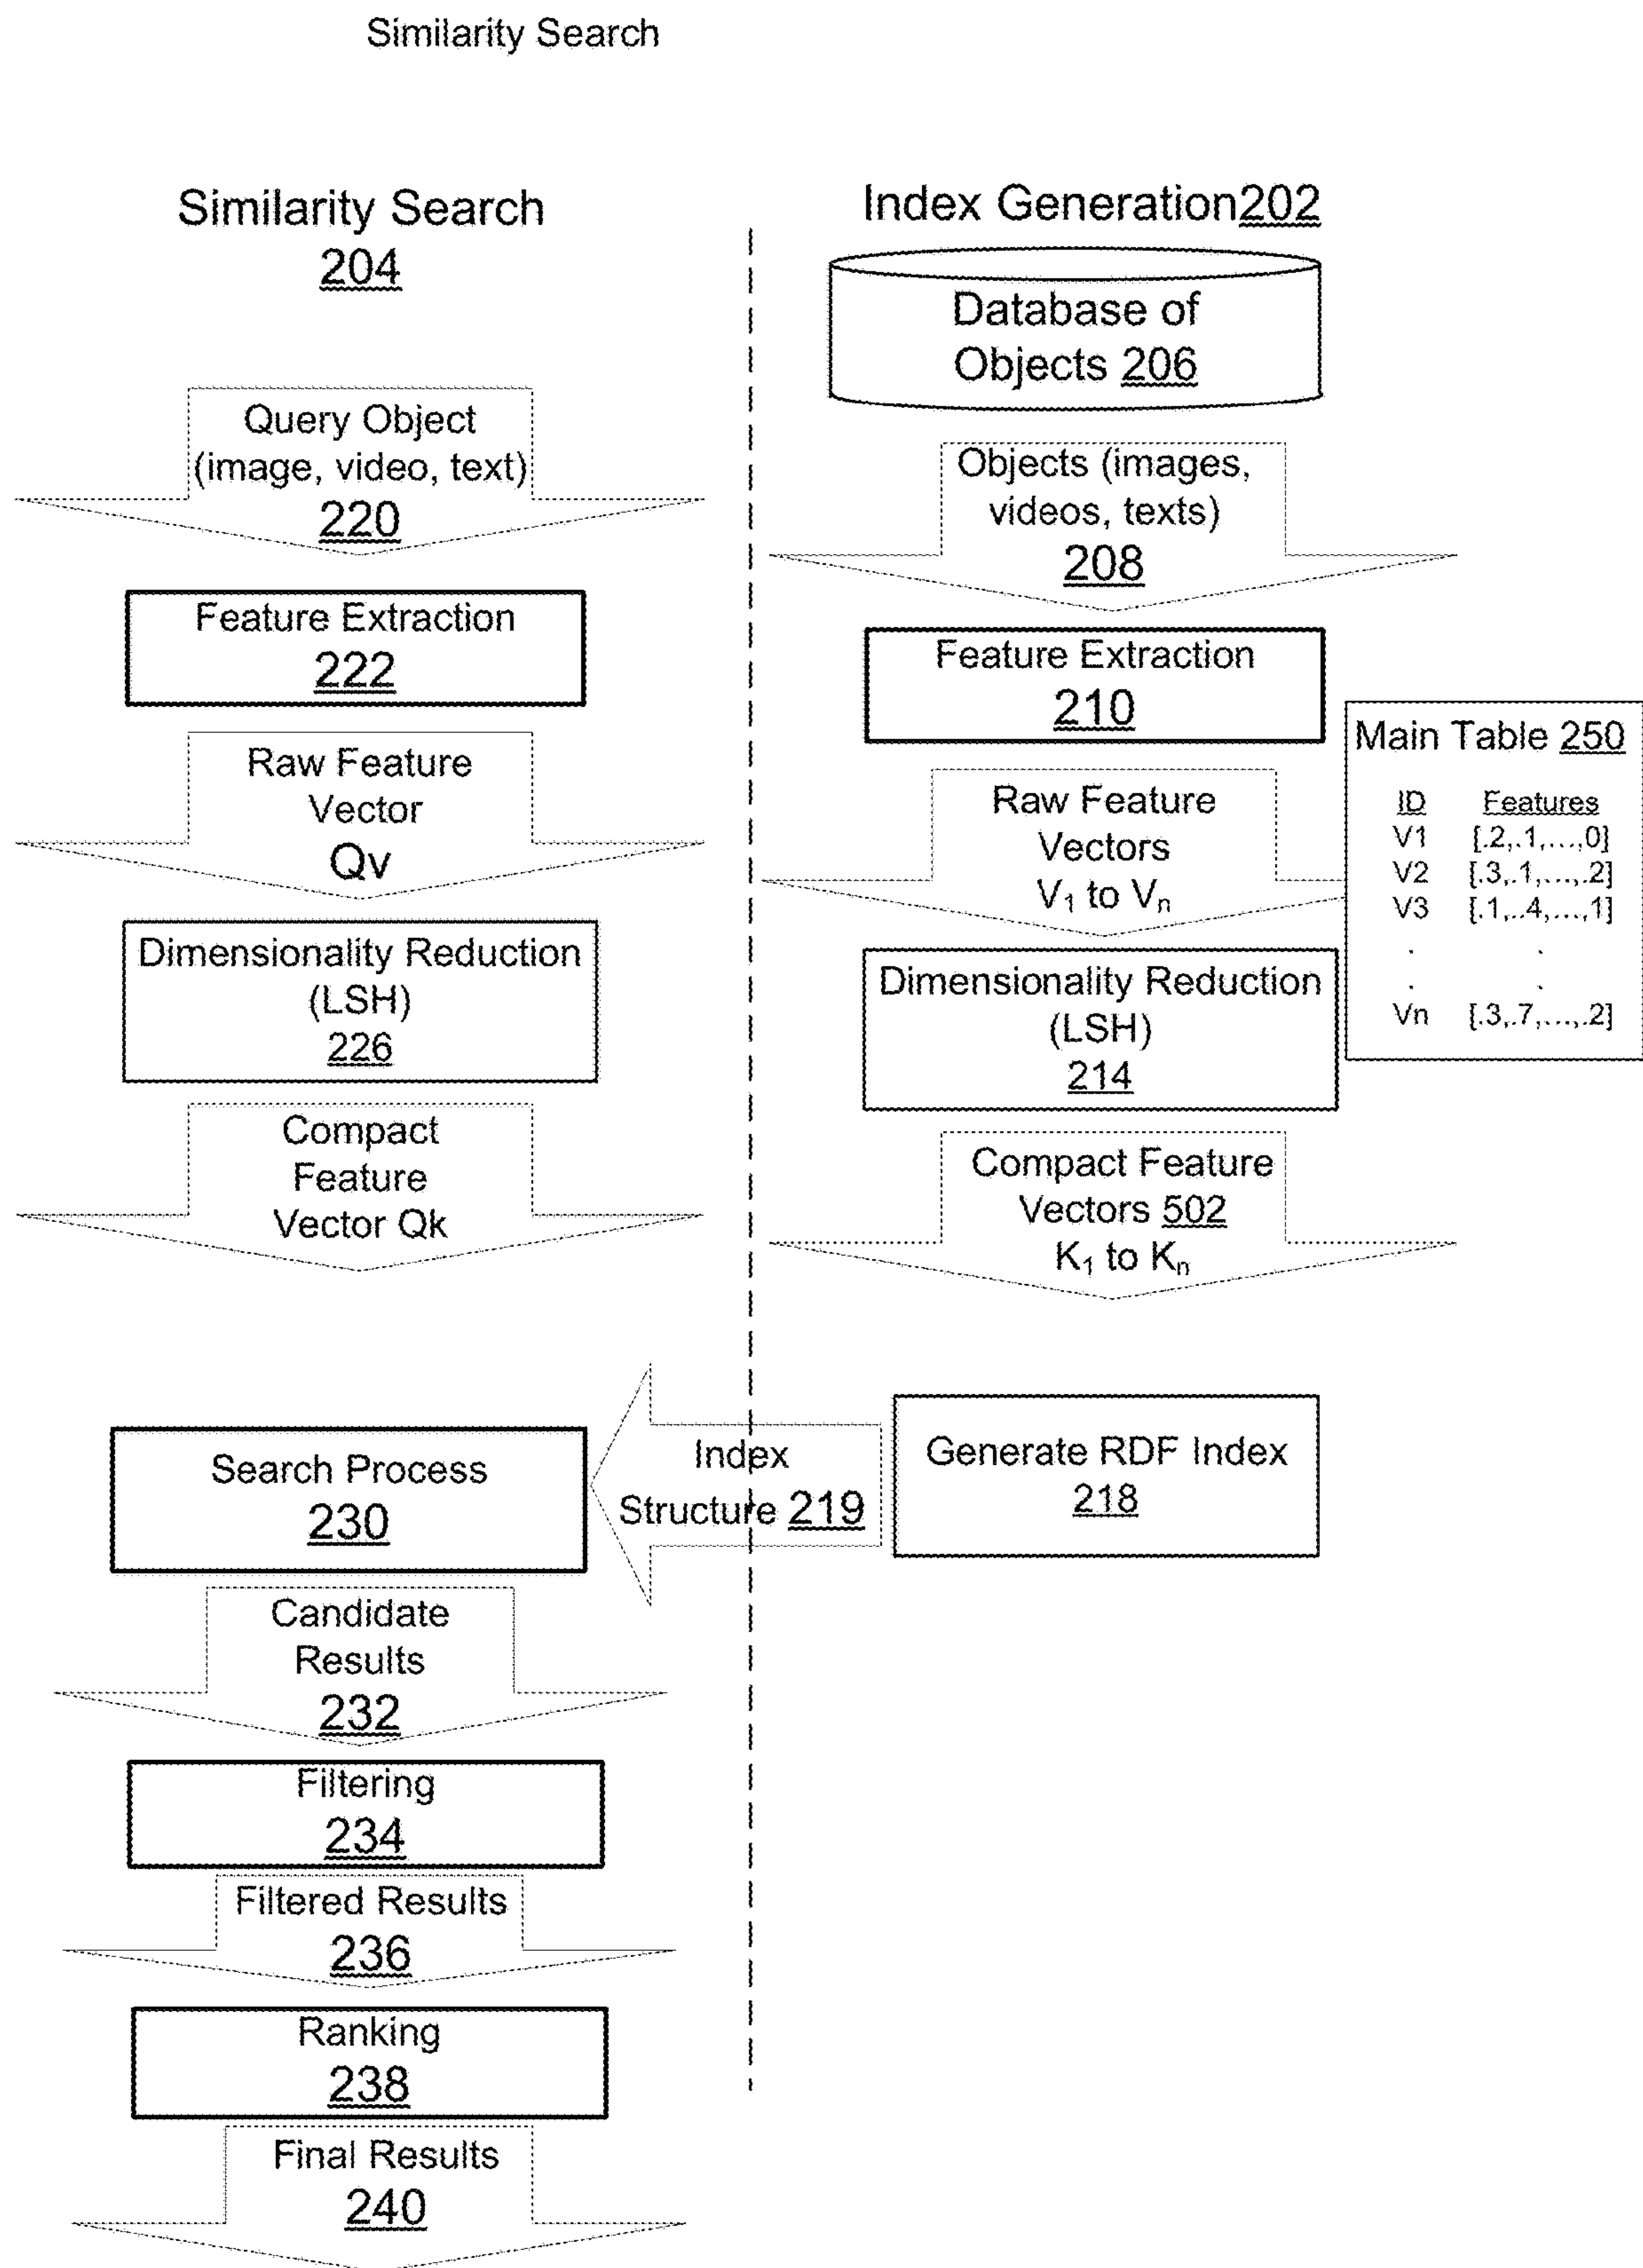 Similarity Search
Similarity Search
204
Query Object
(image, video, text)
220
Feature Extraction
222
Raw Feature
Vector
Qv
Dimensionality Reduction
(LSH)
226
Compact
Feature
Vector Qk
Search Process
230
Candidate
Results
232
Filtering
234
Filtered Results
236
Ranking
238
Final Results
240
Index Generation202
Database of
Objects 206
Objects (images,
videos, texts)
208
Feature Extraction
210
Raw Feature
Vectors
V₁ to Vₙ
Main Table 250
ID Features
V1 [.2,.1,...,0]
V2 [.3,.1,...,.2]
V3 [.1,..4,...,1]
. .
. .
Vn [.3,.7,...,.2]
Dimensionality Reduction
(LSH)
214
Compact Feature
Vectors 502
K₁ to Kₙ
Generate RDF Index
218
Index
Structure 219